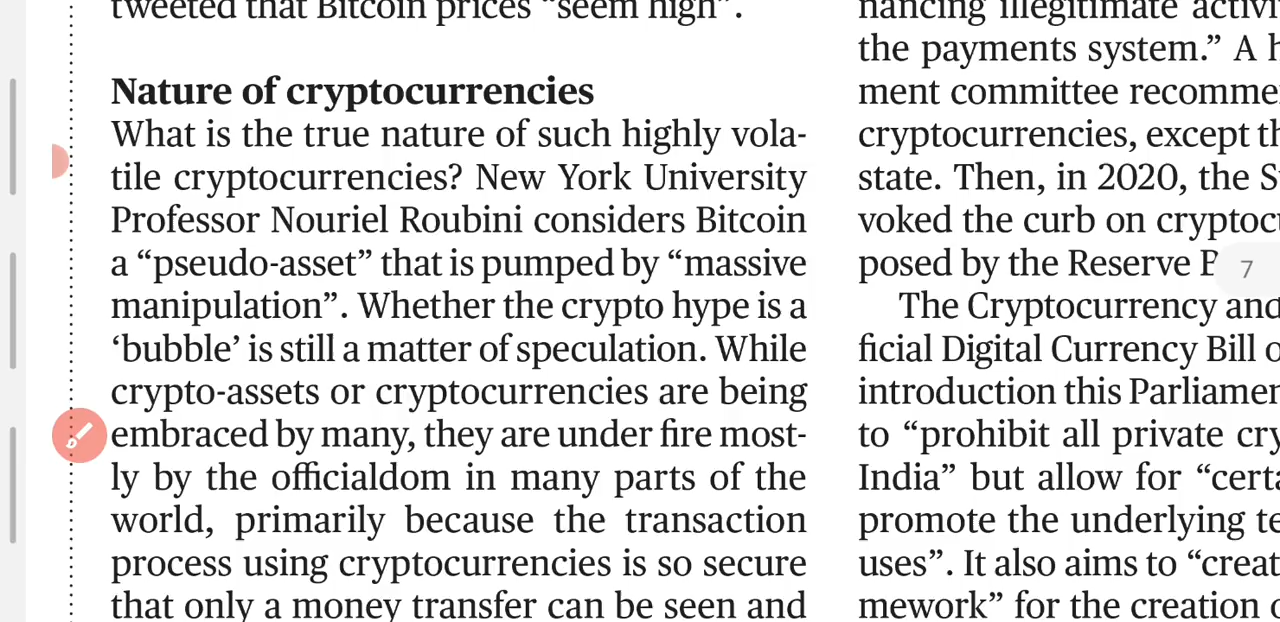 tweeted that Bitcoin prices “seem high”.
Nature of cryptocurrencies
What is the true nature of such highly vola-
tile cryptocurrencies? New York University
Professor Nouriel Roubini considers Bitcoin
a “pseudo-asset” that is pumped by “massive
manipulation”. Whether the crypto hype is a
‘bubble’ is still a matter of speculation. While
crypto-assets or cryptocurrencies are being
embraced by many, they are under fire most-
ly by the officialdom in many parts of the
world, primarily because the transaction
process using cryptocurrencies is so secure
that only a money transfer can be seen and
nancing illegitimate
the payments system.” A
ment committee
cryptocurrencies, except
state. Then, in 2020, the
voked the curb on
posed by the Reserve
The Cryptocurrency and
ficial Digital Currency Bill
introduction this
to “prohibit all private
India” but allow for
promote the underlying
uses”. It also aims to
mework” for the creation
7